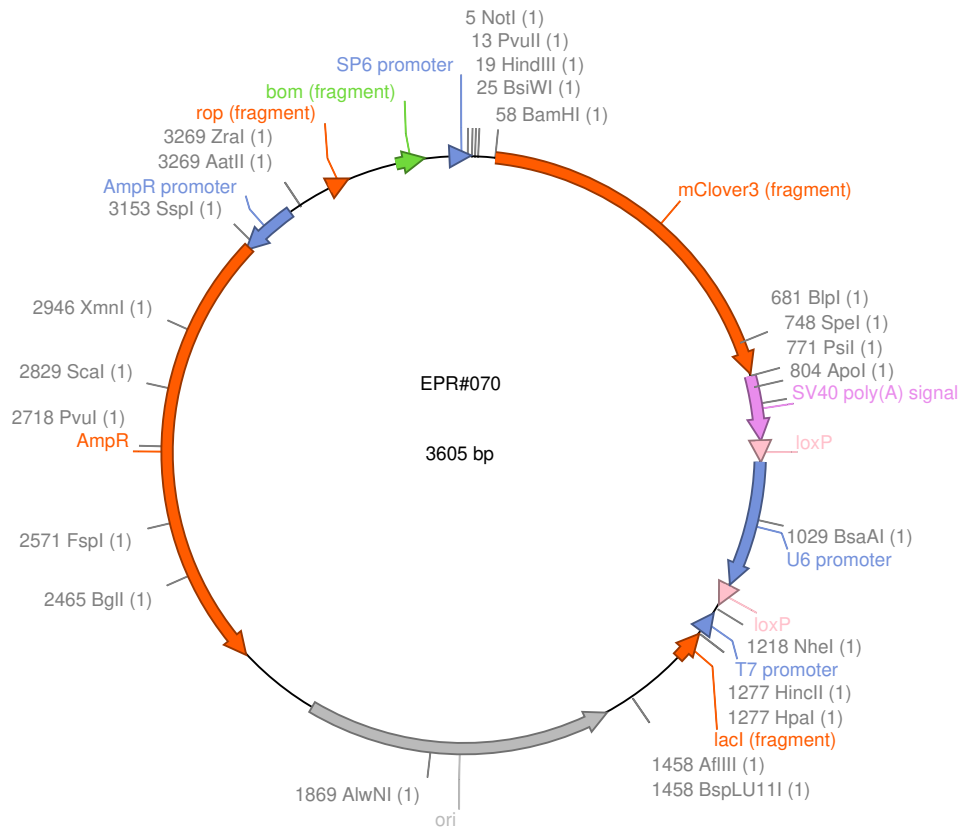 5 NotI (1)
13 PvuII (1)
19 HindIII (1)
25 BsiWI (1)
58 BamHI (1)
SP6 promoter
bom (fragment)
rop (fragment)
3269 ZraI (1)
3269 AatII (1)
AmpR promoter
3153 SspI (1)
mClover3 (fragment)
2946 XmnI (1)
2829 ScaI (1)
2718 PvuI (1)
AmpR
2571 FspI (1)
2465 BglI (1)
681 BlpI (1)
748 SpeI (1)
771 PsiI (1)
804 ApoI (1)
SV40 poly(A) signal
loxP
EPR#070
3605 bp
1029 BsaAI (1)
U6 promoter
loxP
1218 NheI (1)
T7 promoter
1277 HincII (1)
1277 HpaI (1)
lacI (fragment)
1458 AflIII (1)
1458 BspLU11I (1)
1869 AlwNI (1)
ori